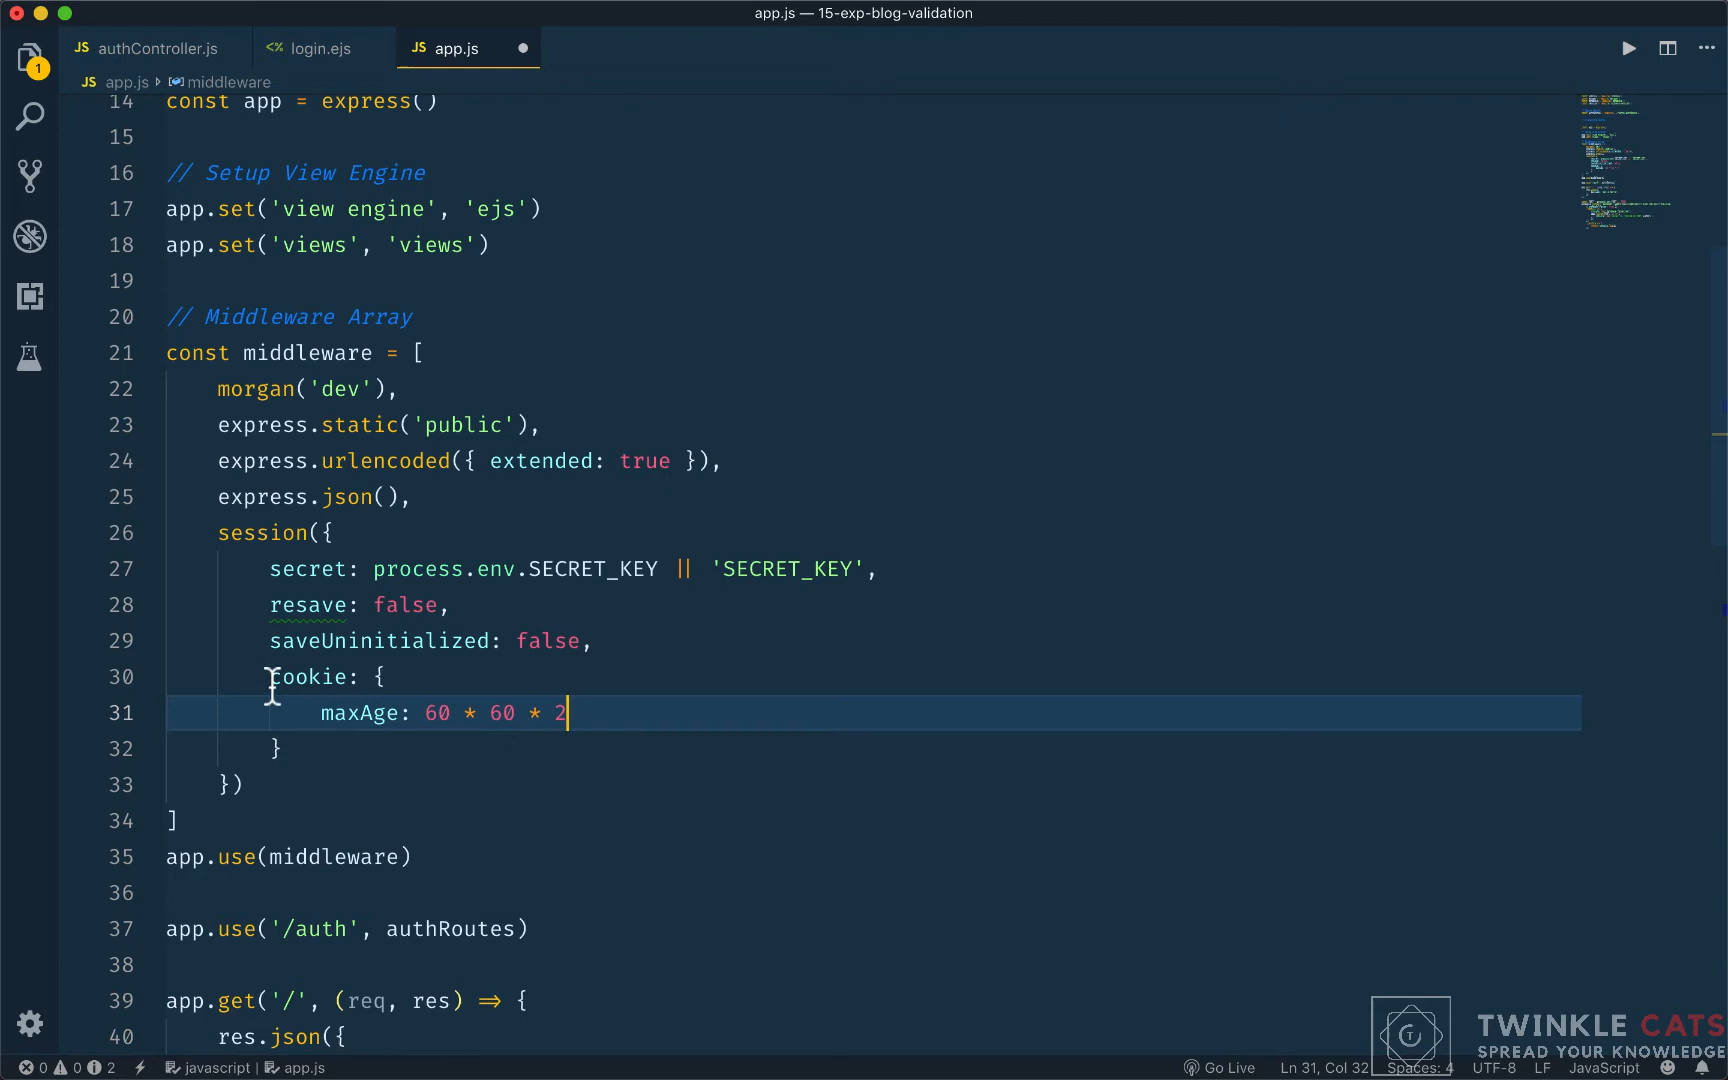 app.js — 15-exp-blog-validation
JS authController.js
<% login.ejs
JS app.js
1
JS app.js middleware
14 const app = express()
15
16 // Setup View Engine
17 app.set('view engine', 'ejs')
18 app.set('views', 'views')
19
20 // Middleware Array
21 const middleware = [
22 morgan('dev'),
23 express.static('public'),
24 express.urlencoded({ extended: true }),
25 express.json(),
26 session({
27 secret: process.env.SECRET_KEY || 'SECRET_KEY',
28 resave: false,
29 saveUninitialized: false,
30 cookie: {
31 maxAge: 60 * 60 * 2
32 }
33 })
34 ]
35 app.use(middleware)
36
37 app.use('/auth', authRoutes)
38
39 app.get('/', (req, res) => {
40 res.json({
TWINKLE CATS
SPREAD YOUR KNOWLEDGE
0 0 2 javascript | app.js Go Live Ln 31, Col 32 Spaces: 4 UTF-8 LF JavaScript